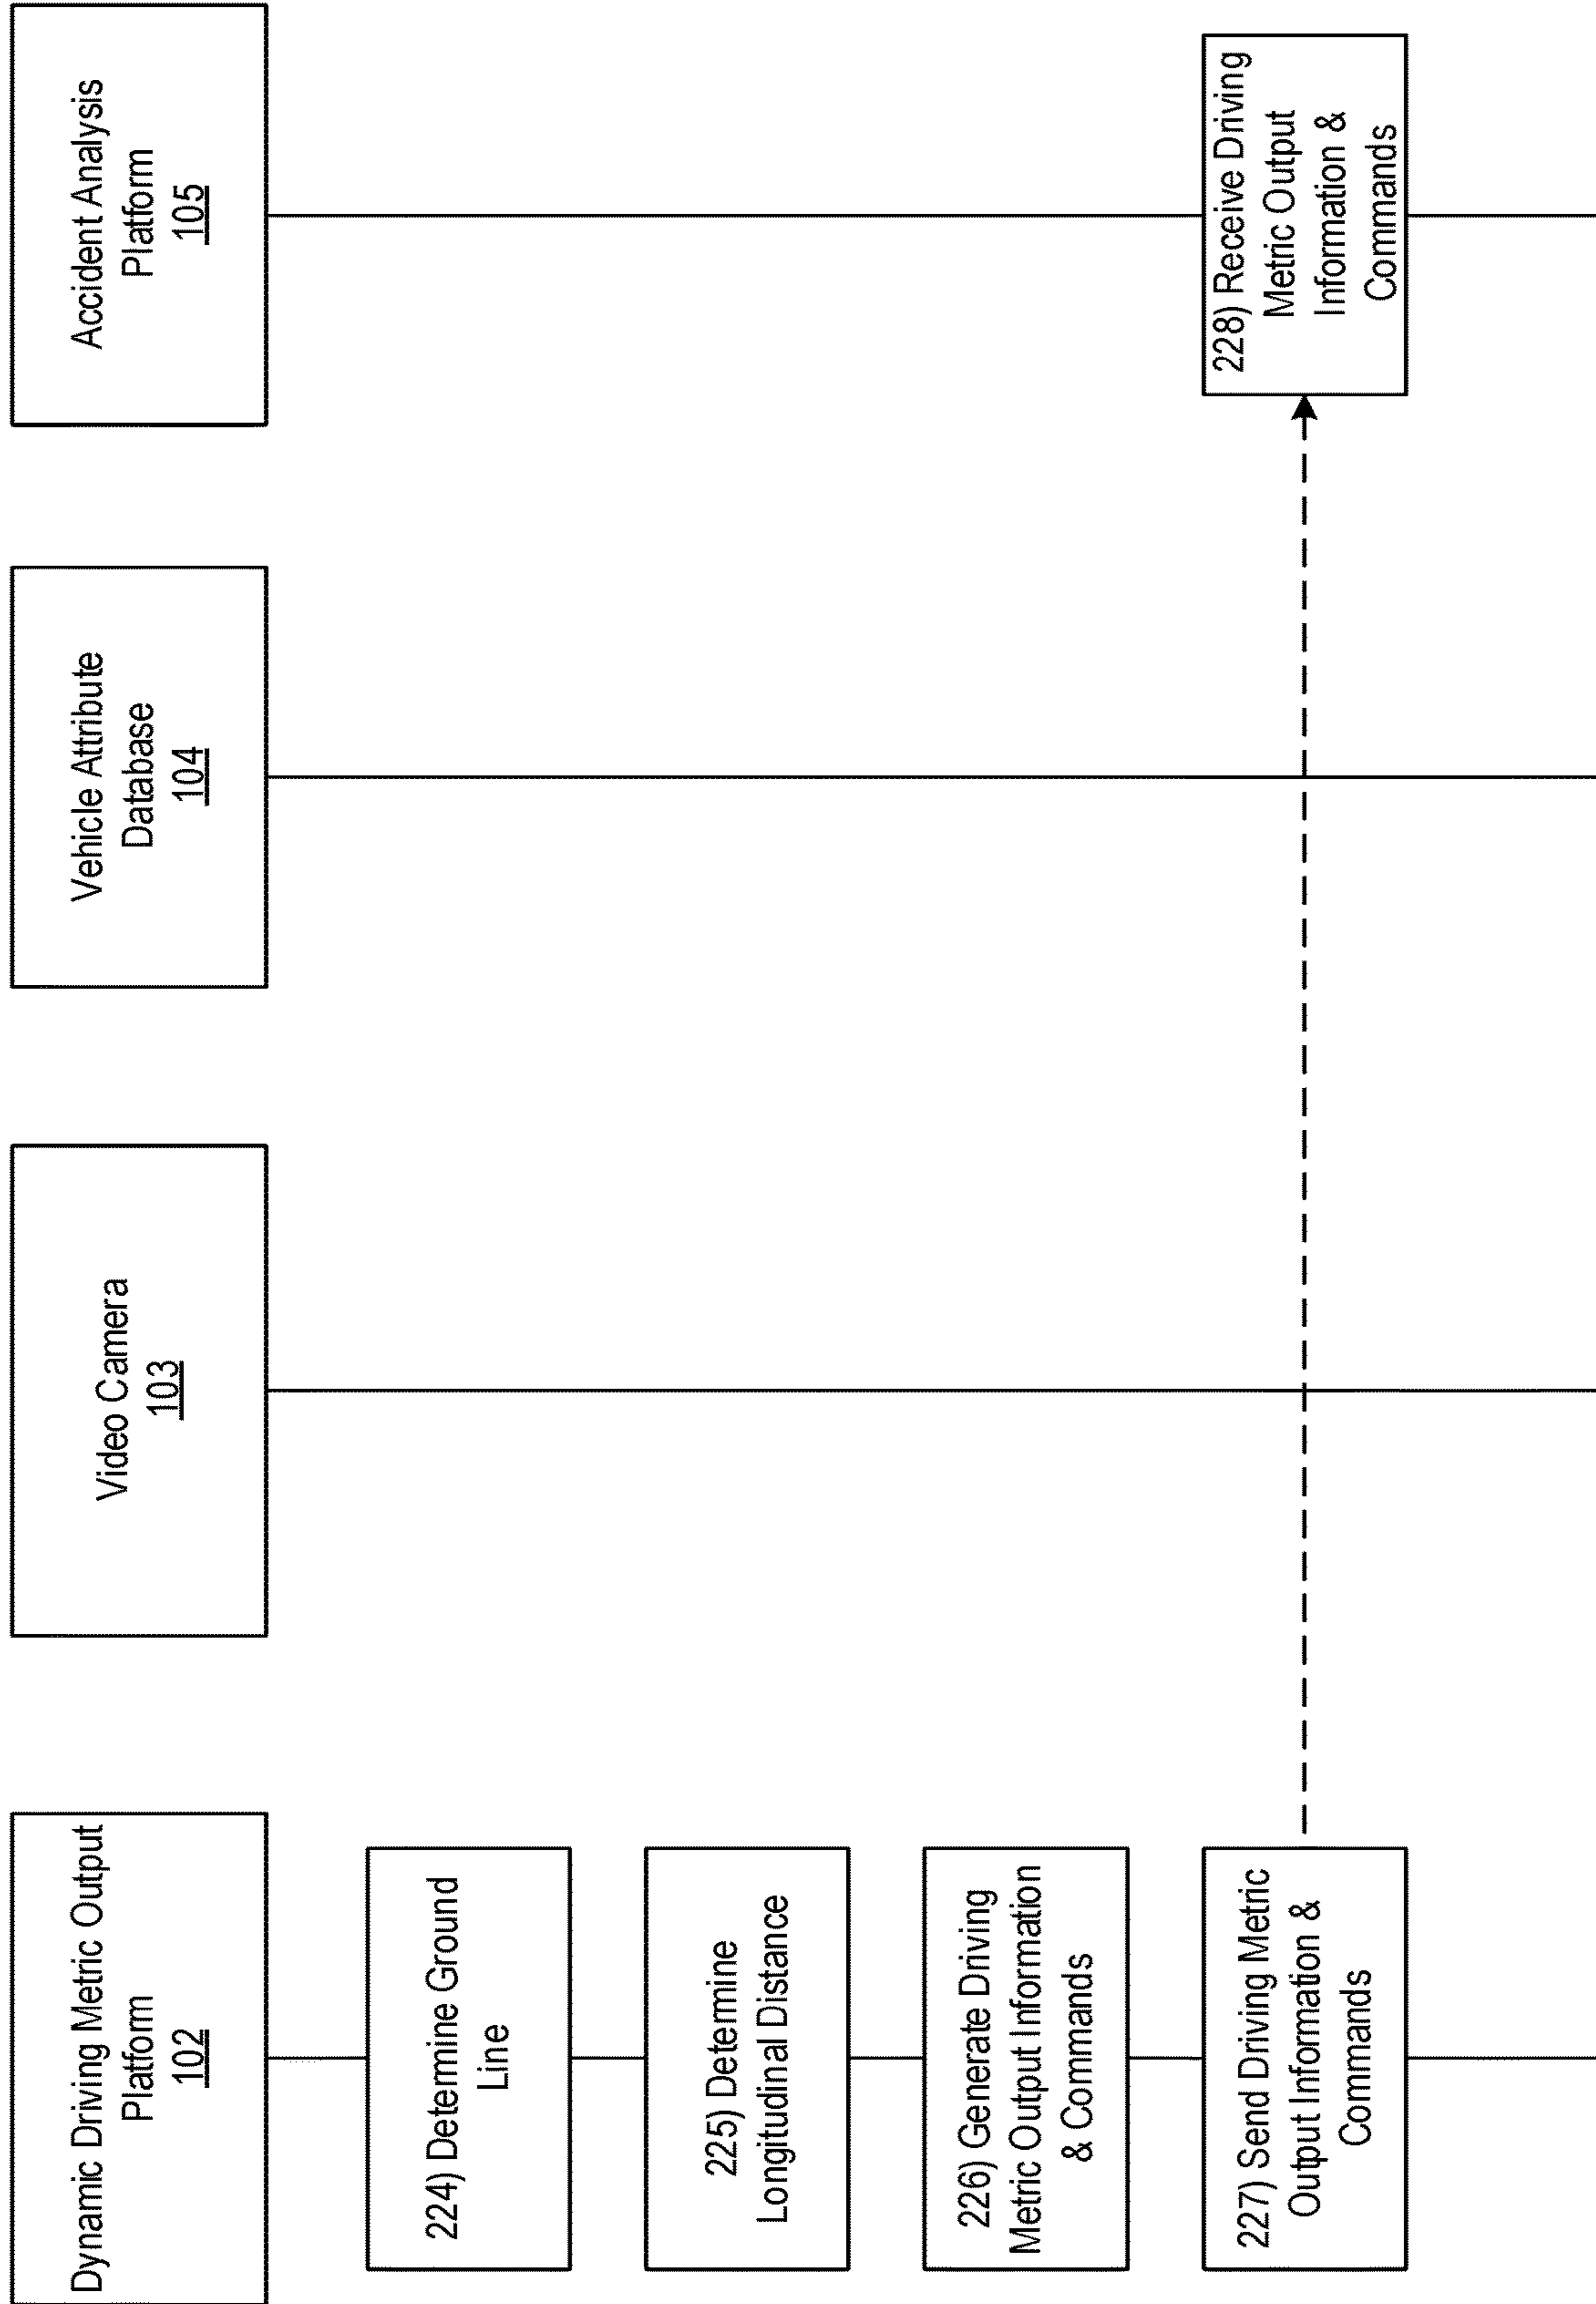 Dynamic Driving Metric Output
Platform
102
Video Camera
103
Vehicle Attribute
Database
104
Accident Analysis
Platform
105
224) Determine Ground
Line
225) Determine
Longitudinal Distance
226) Generate Driving
Metric Output Information
& Commands
227) Send Driving Metric
Output Information &
Commands
228) Receive Driving
Metric Output
Information &
Commands